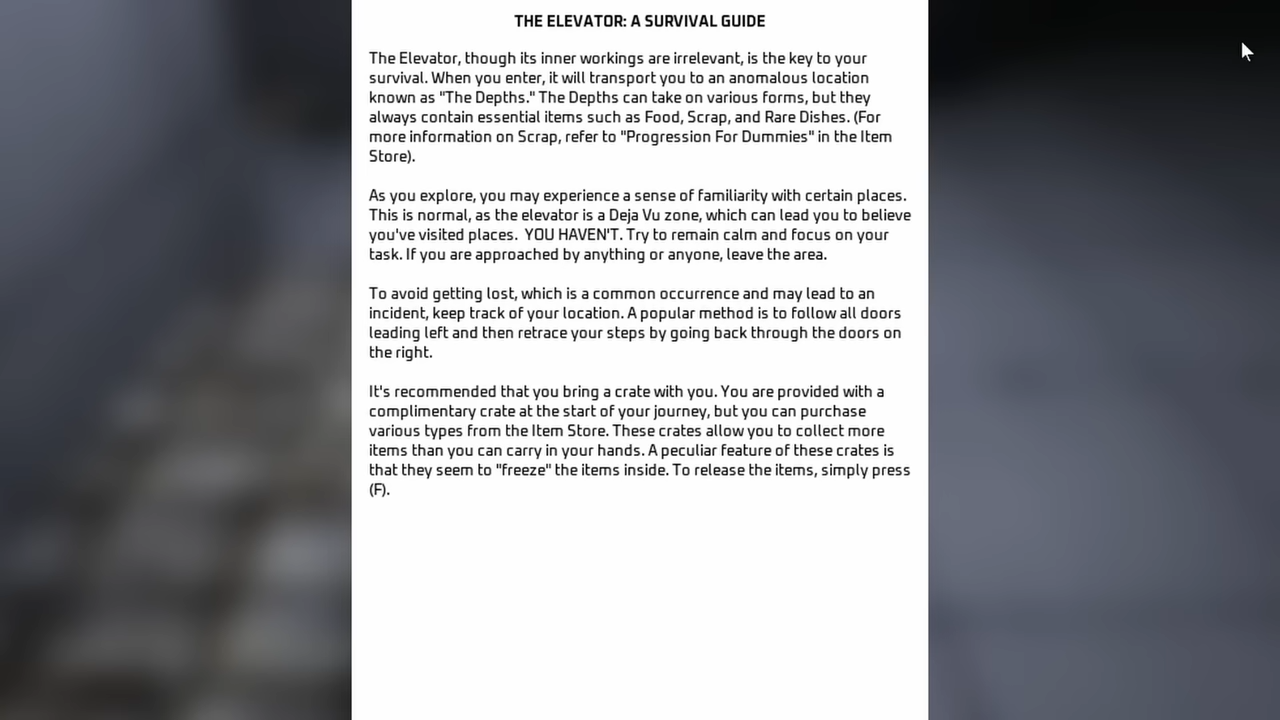 THE ELEVATOR: A SURVIVAL GUIDE
The Elevator, though its inner workings are irrelevant, is the key to your
survival. When you enter, it will transport you to an anomalous location
known as "The Depths." The Depths can take on various forms, but they
always contain essential items such as Food, Scrap, and Rare Dishes. (For
more information on Scrap, refer to "Progression For Dummies" in the Item
Store).
As you explore, you may experience a sense of familiarity with certain places.
This is normal, as the elevator is a Deja Vu zone, which can lead you to believe
you've visited places.  YOU HAVEN'T. Try to remain calm and focus on your
task. If you are approached by anything or anyone, leave the area.
To avoid getting lost, which is a common occurrence and may lead to an
incident, keep track of your location. A popular method is to follow all doors
leading left and then retrace your steps by going back through the doors on
the right.
It's recommended that you bring a crate with you. You are provided with a
complimentary crate at the start of your journey, but you can purchase
various types from the Item Store. These crates allow you to collect more
items than you can carry in your hands. A peculiar feature of these crates is
that they seem to "freeze" the items inside. To release the items, simply press
(F).